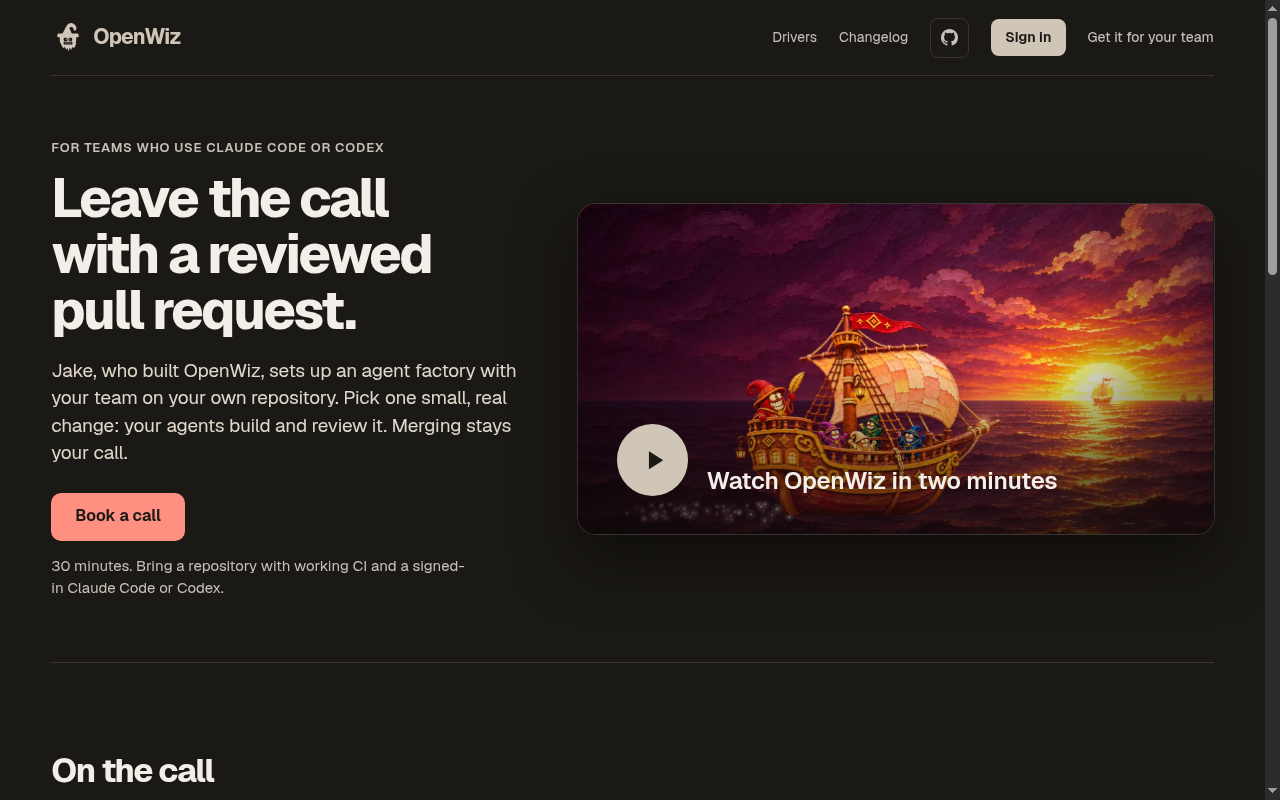 OpenWiz
Drivers
Changelog
Sign in
Get it for your team
FOR TEAMS WHO USE CLAUDE CODE OR CODEX
Leave the call
with a reviewed
pull request.
Jake, who built OpenWiz, sets up an agent factory with
your team on your own repository. Pick one small, real
change: your agents build and review it. Merging stays
your call.
Book a call
30 minutes. Bring a repository with working CI and a signed-
in Claude Code or Codex.
Watch OpenWiz in two minutes
On the call